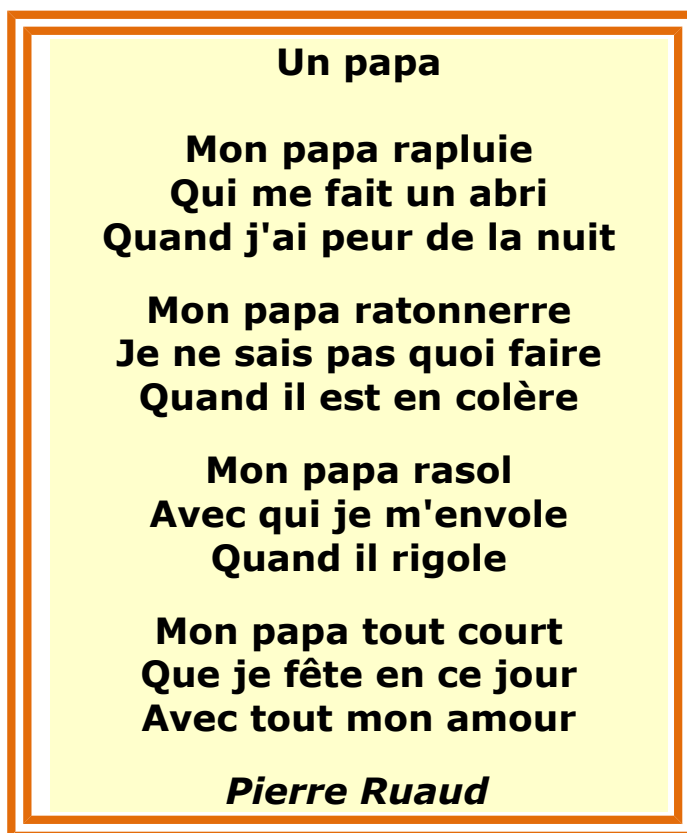 Un papa
Mon papa rapluie
Qui me fait un abri
Quand j'ai peur de la nuit
Mon papa ratonnerre
Je ne sais pas quoi faire
Quand il est en colère
Mon papa rasol
Avec qui je m'envole
Quand il rigole
Mon papa tout court
Que je fête en ce jour
Avec tout mon amour
Pierre Ruaud